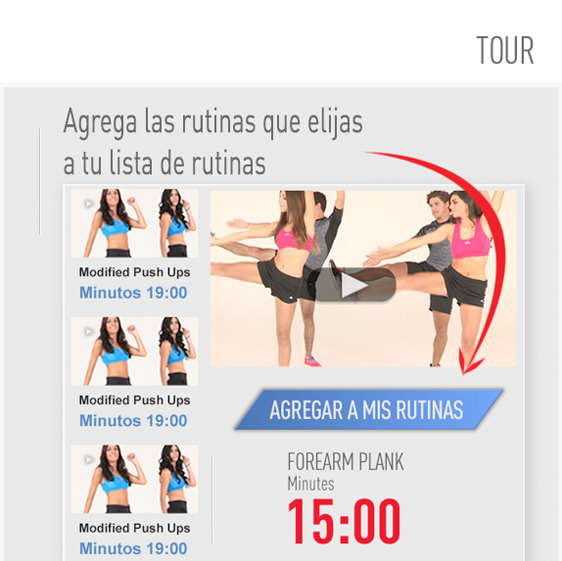 TOUR
Agrega las rutinas que elijas
a tu lista de rutinas
Modified Push Ups
Minutos 19:00
Modified Push Ups
Minutos 19:00
Modified Push Ups
Minutos 19:00
AGREGAR A MIS RUTINAS
FOREARM PLANK
Minutes
15:00